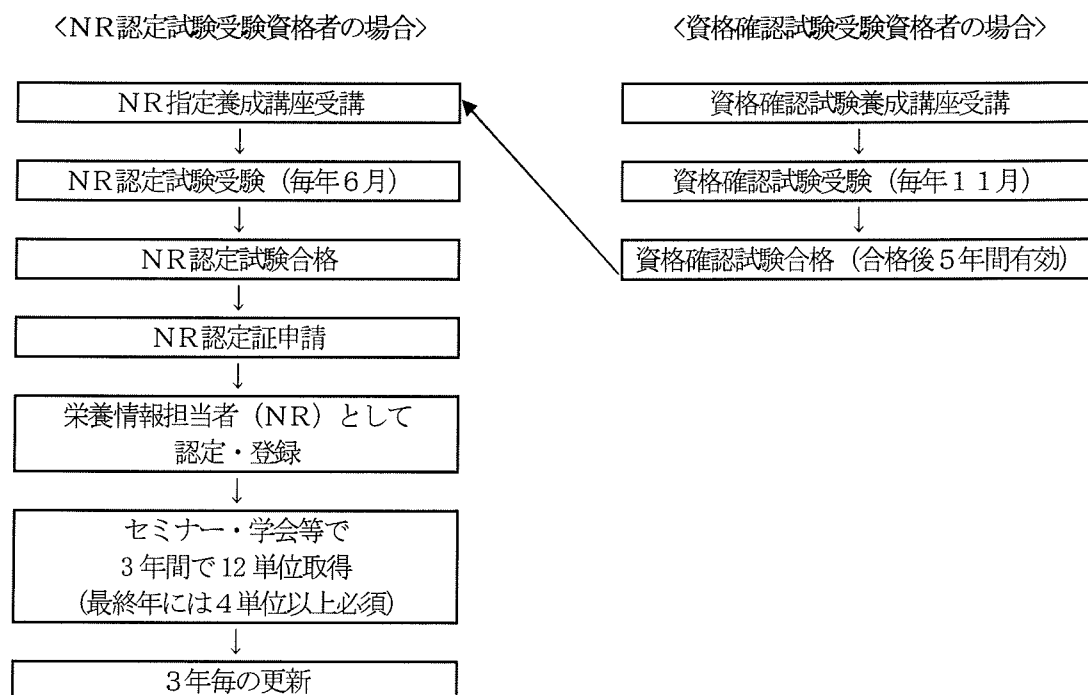 〈ＮＲ認定試験受験資格者の場合〉
ＮＲ指定養成講座受講
↓
ＮＲ認定試験受験（毎年６月）
↓
ＮＲ認定試験合格
↓
ＮＲ認定証申請
↓
栄養情報担当者（ＮＲ）として
認定・登録
↓
セミナー・学会等で
３年間で 12 単位取得
（最終年には４単位以上必須）
↓
３年毎の更新
〈資格確認試験受験資格者の場合〉
資格確認試験養成講座受講
↓
資格確認試験受験（毎年１１月）
↓
資格確認試験合格（合格後５年間有効）